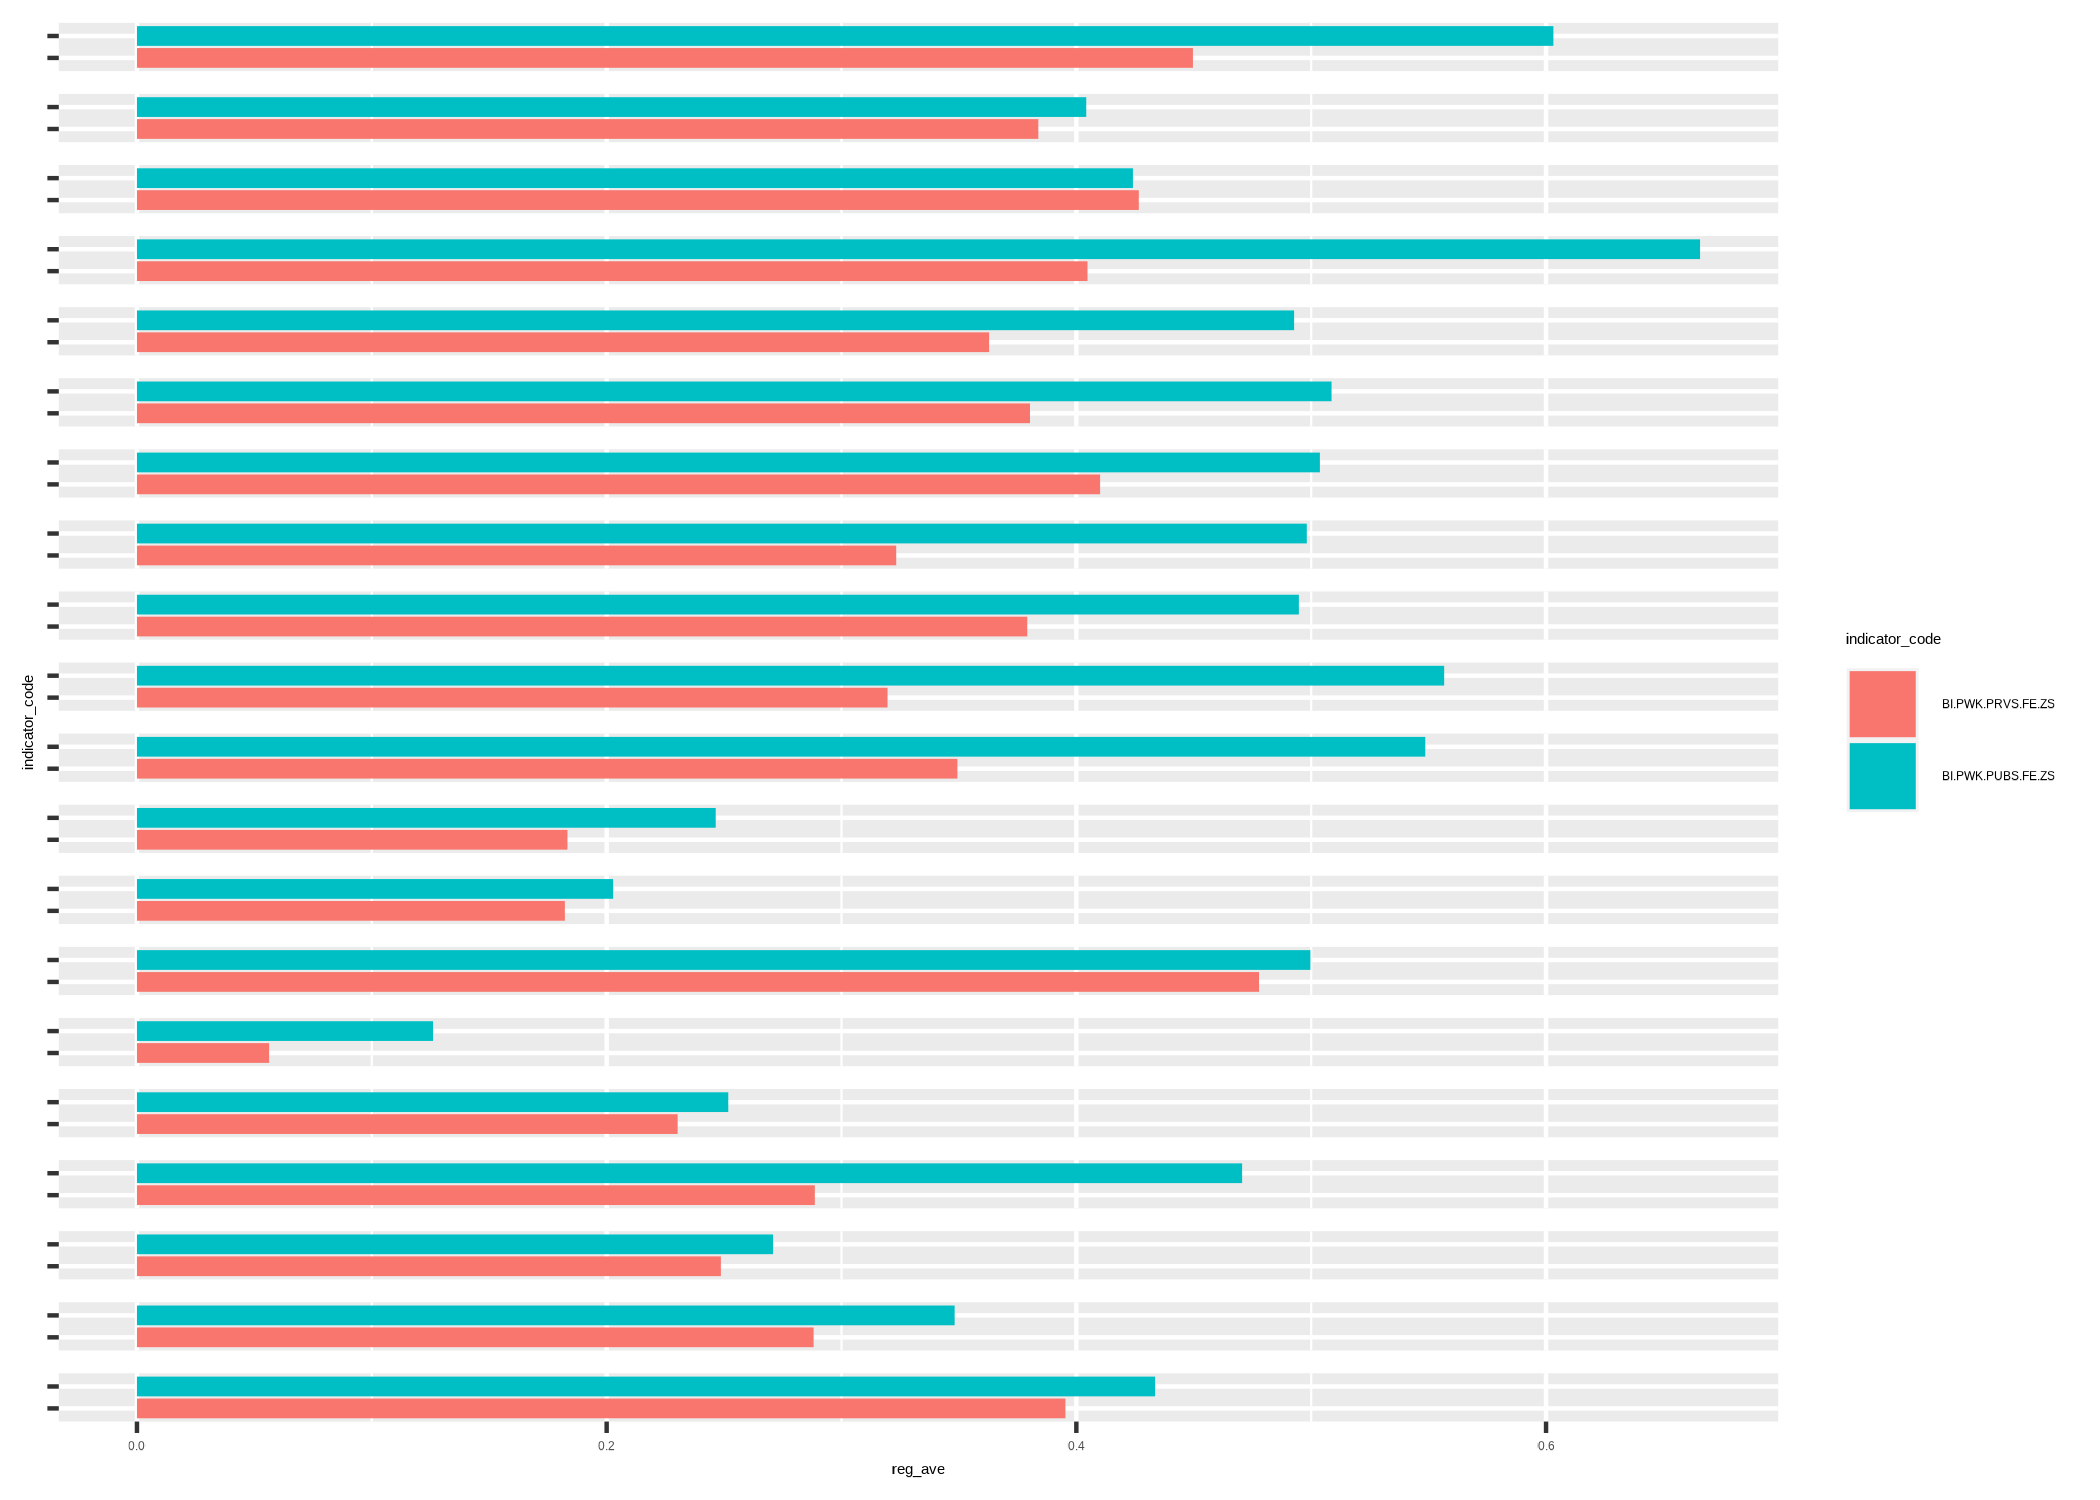 indicator_code
0.0
0.2
0.4
0.6
reg_ave
indicator_code
BI.PWK.PRVS.FE.ZS
BI.PWK.PUBS.FE.ZS